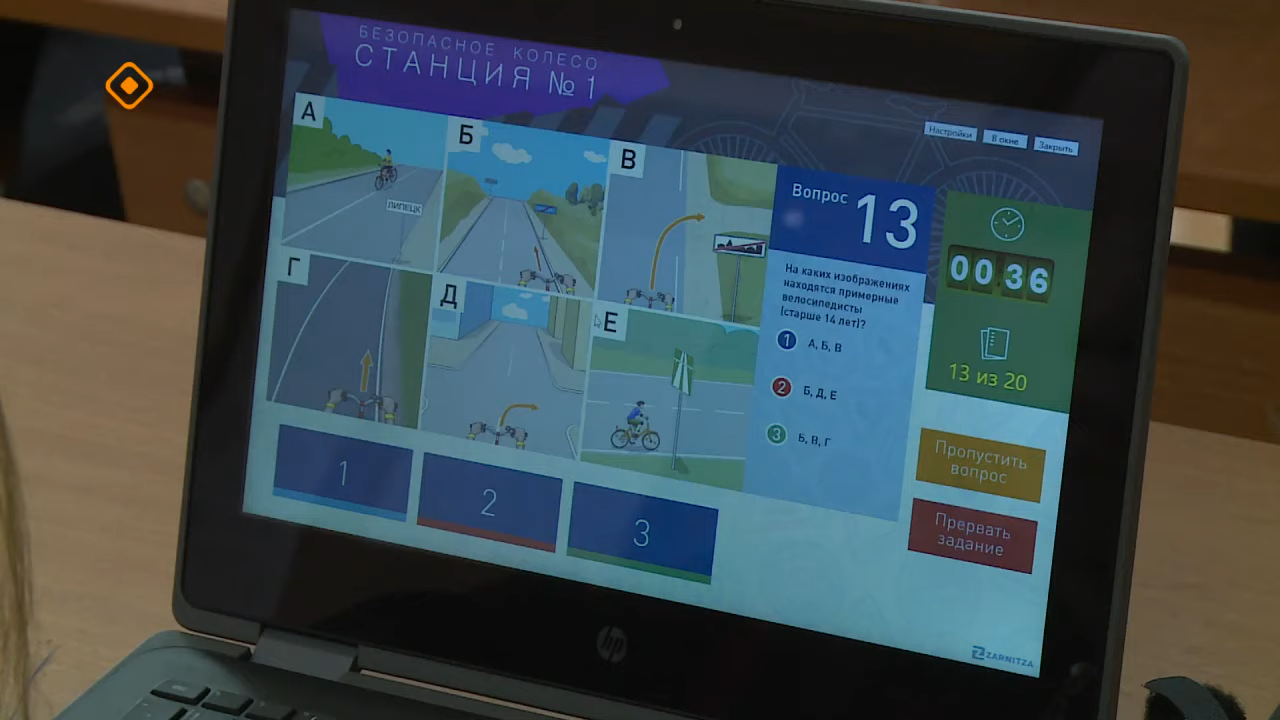 БЕЗОПАСНОЕ КОЛЕСО
СТАНЦИЯ № 1
Настройки
В окне
Закрыть
А
Б
В
ЛИПЕЦК
Г
Д
Е
Вопрос 13
На каких изображениях
находятся примерные
велосипедисты
(старше 14 лет)?
1 А, Б, В
2 Б, Д, Е
3 Б, В, Г
00 36
13 из 20
Пропустить
вопрос
Прервать
задание
1
2
3
hp
ZARNITZA